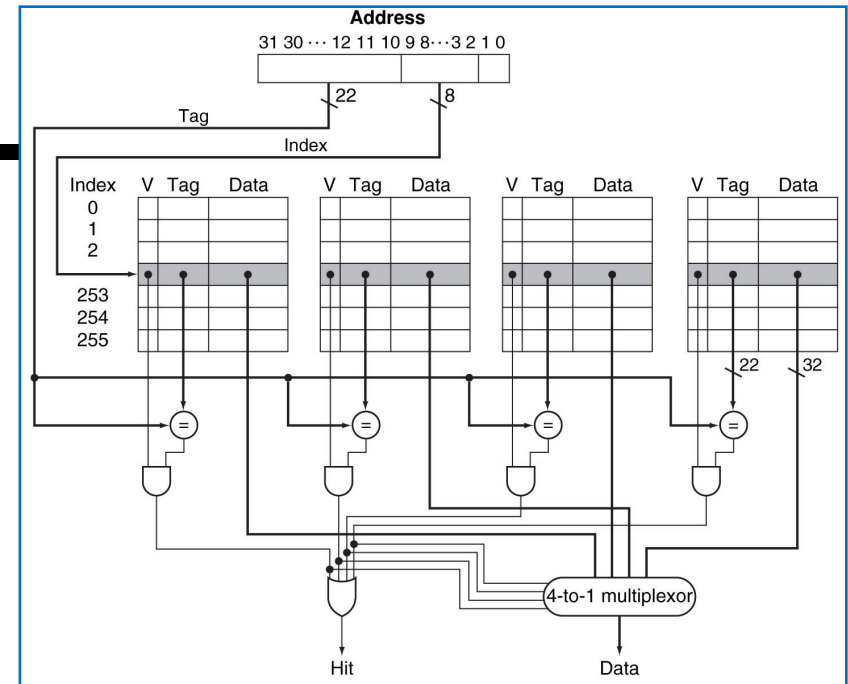 Address
31 30 ··· 12 11 10 9 8···3 2 1 0
22
8
Tag
Index
Index V Tag Data V Tag Data V Tag Data V Tag Data
0
1
2
253
254
255
22
32
= = = =
4-to-1 multiplexor
Hit
Data